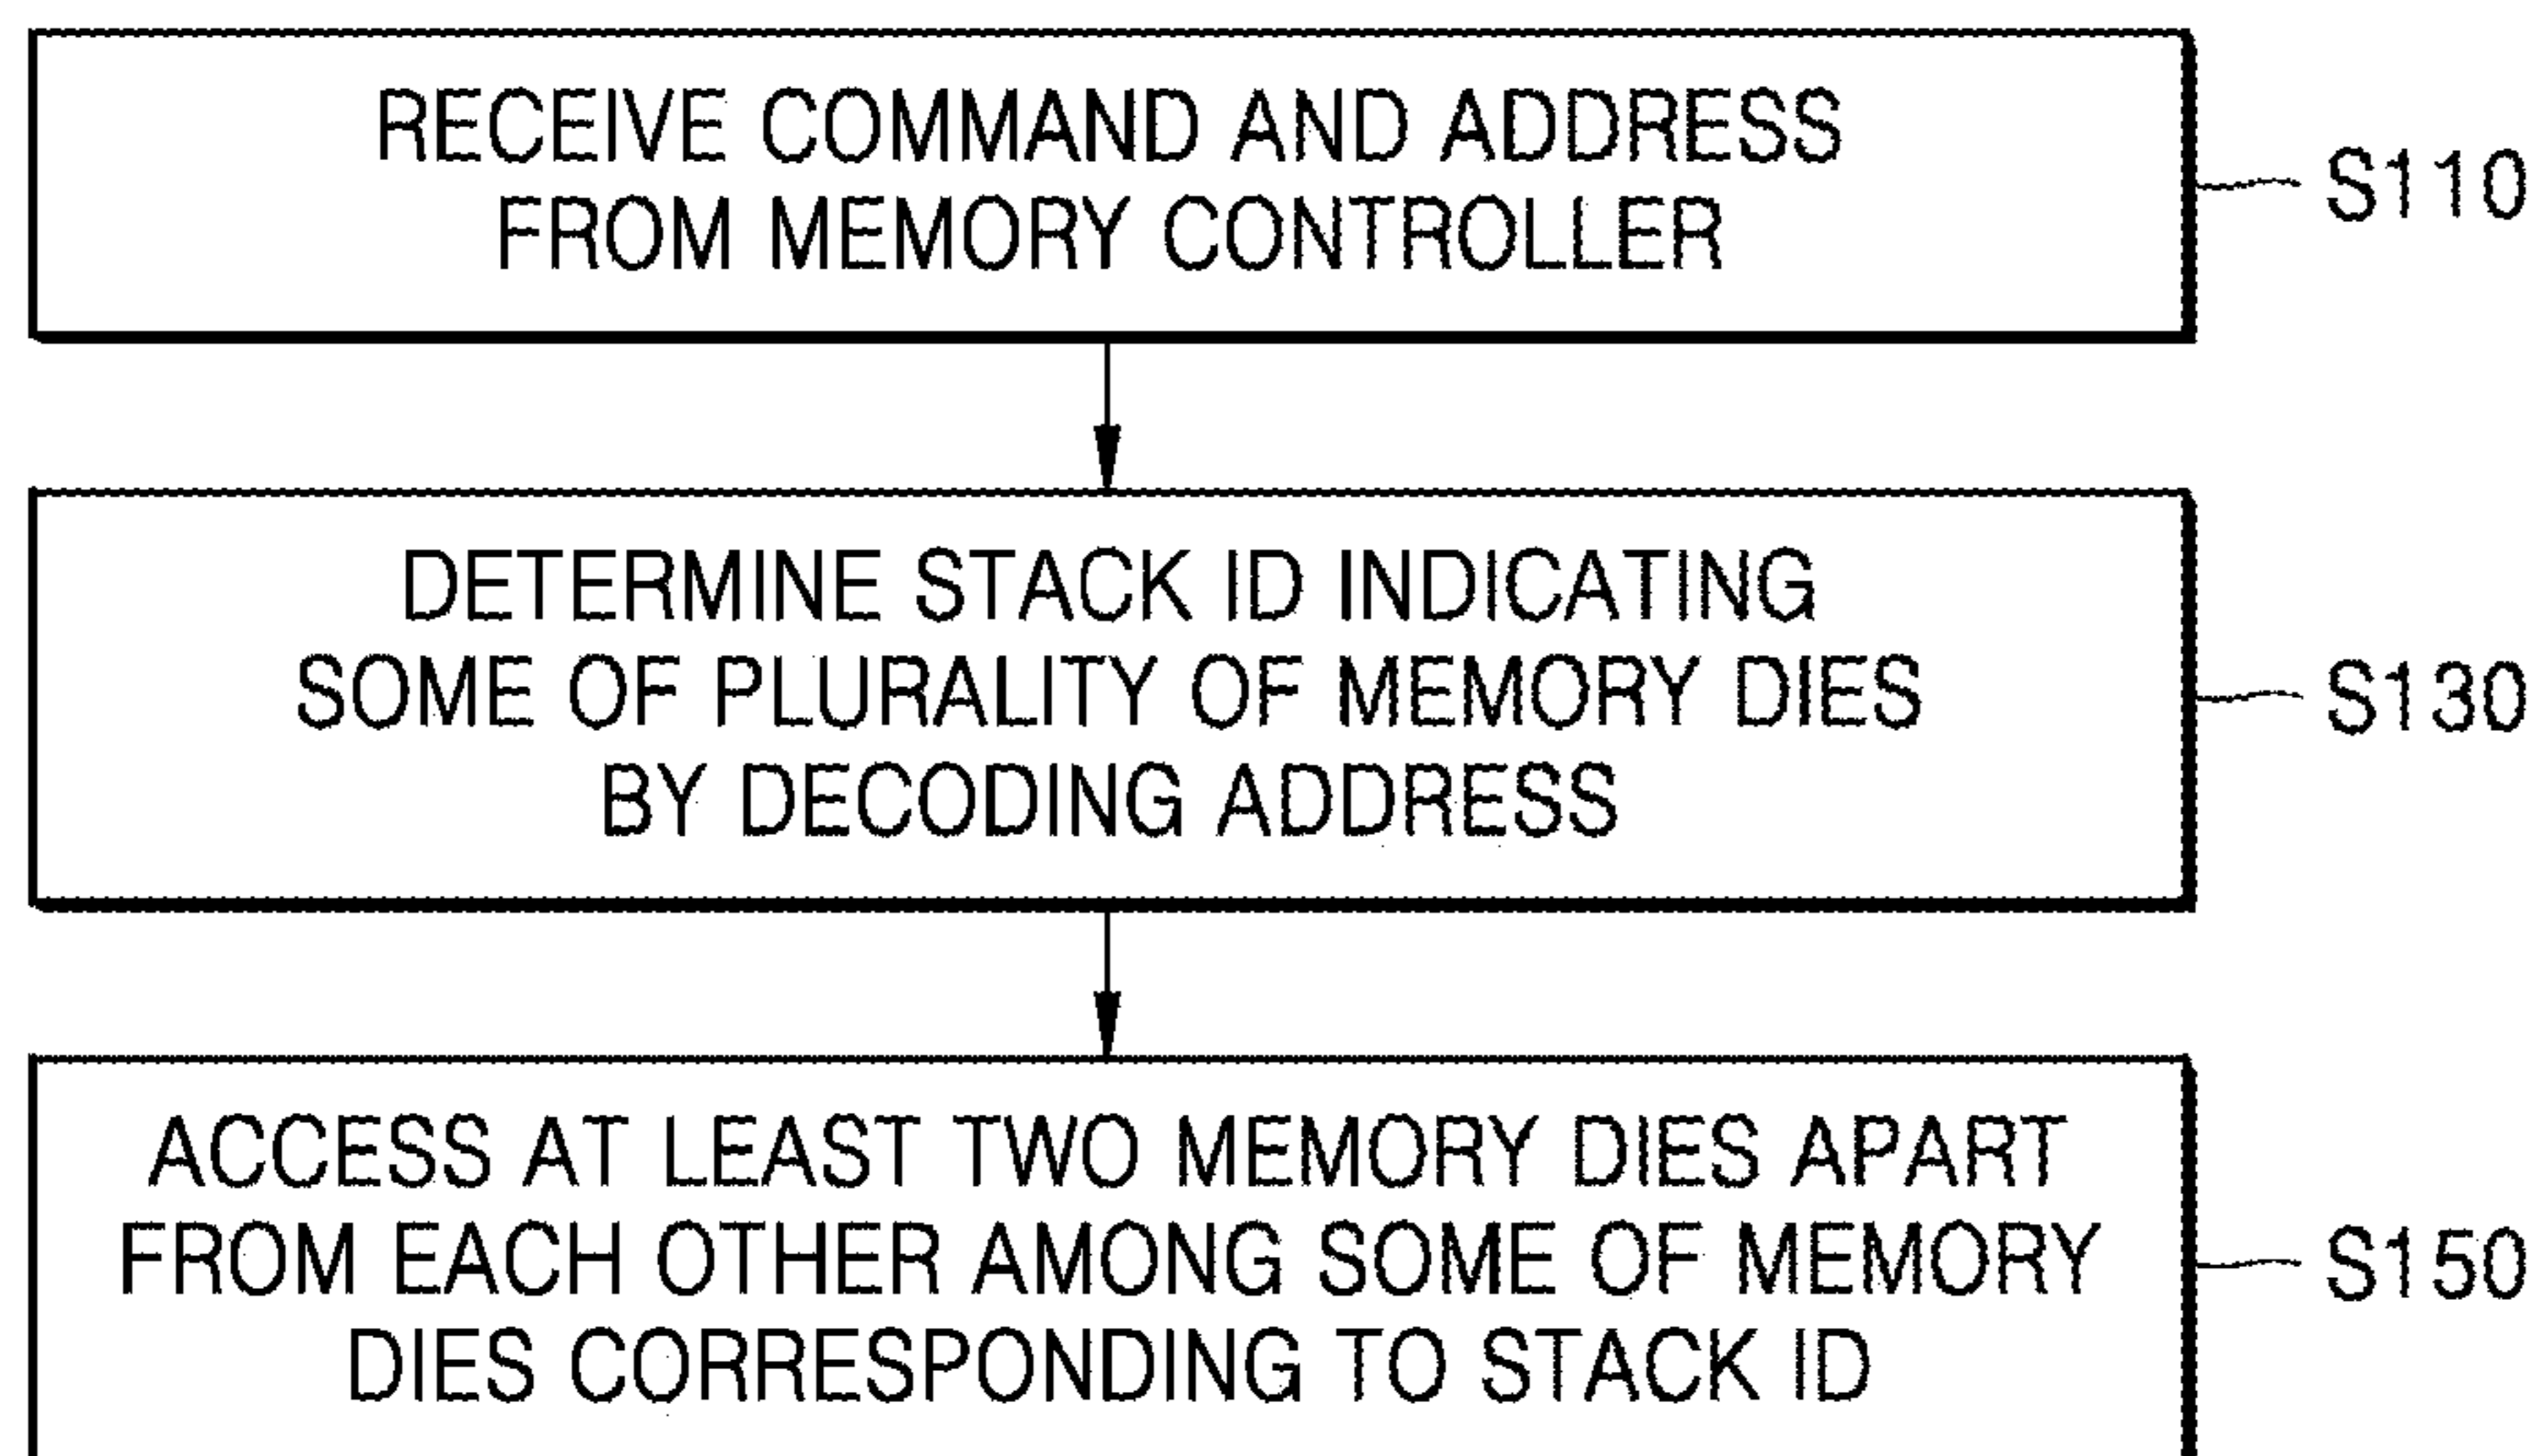 RECEIVE COMMAND AND ADDRESS
FROM MEMORY CONTROLLER
S110
DETERMINE STACK ID INDICATING
SOME OF PLURALITY OF MEMORY DIES
BY DECODING ADDRESS
S130
ACCESS AT LEAST TWO MEMORY DIES APART
FROM EACH OTHER AMONG SOME OF MEMORY
DIES CORRESPONDING TO STACK ID
S150